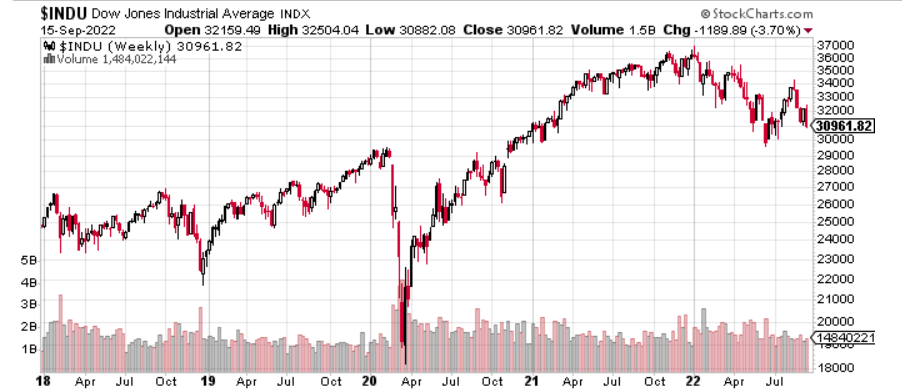 $INDU Dow Jones Industrial Average INDX © StockCharts.com
15-Sep-2022 Open 32159.49 High 32504.04 Low 30882.08 Close 30961.82 Volume 1.5B Chg -1189.89 (-3.70%)
$INDU (Weekly) 30961.82
Volume 1,484,022,144
37000
36000
35000
34000
33000
32000
30961.82
30000
29000
28000
27000
26000
25000
24000
23000
22000
21000
20000
14840221
19000
18000
5B
4B
3B
2B
1B
18 Apr Jul Oct 19 Apr Jul Oct 20 Apr Jul Oct 21 Apr Jul Oct 22 Apr Jul